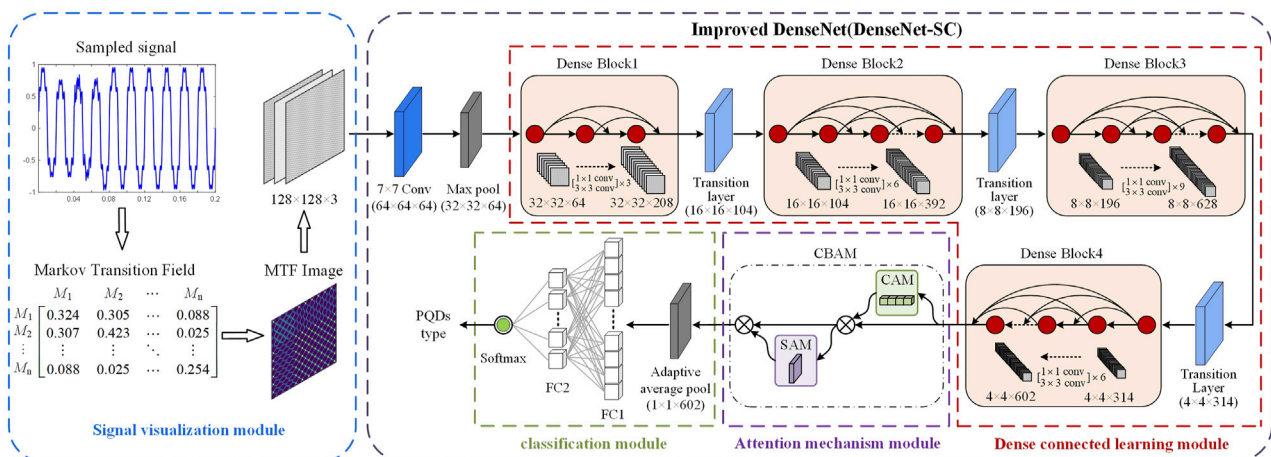 Improved DenseNet(DenseNet-SC)
Sampled signal
1
0.5
0
-0.5
-1
0.04 0.08 0.12 0.16 0.2
128×128×3
Markov Transition Field
M1 M2 ⋯ Mn
M1 0.324 0.305 ⋯ 0.088
M2 0.307 0.423 ⋯ 0.025
⋮ ⋮ ⋮ ⋱ ⋮
Mn 0.088 0.025 ⋯ 0.254
MTF Image
Signal visualization module
7×7 Conv
(64×64×64)
Max pool
(32×32×64)
Dense Block1
[1×1 conv
3×3 conv]×3
32×32×64 32×32×208
Transition
layer
(16×16×104)
Dense Block2
[1×1 conv
3×3 conv]×6
16×16×104 16×16×392
Transition
layer
(8×8×196)
Dense Block3
[1×1 conv
3×3 conv]×9
8×8×196 8×8×628
Transition
Layer
(4×4×314)
Dense Block4
[1×1 conv
3×3 conv]×6
4×4×602 4×4×314
Dense connected learning module
CBAM
CAM
SAM
Attention mechanism module
Adaptive
average pool
(1×1×602)
FC1
FC2
Softmax
PQDs
type
classification module